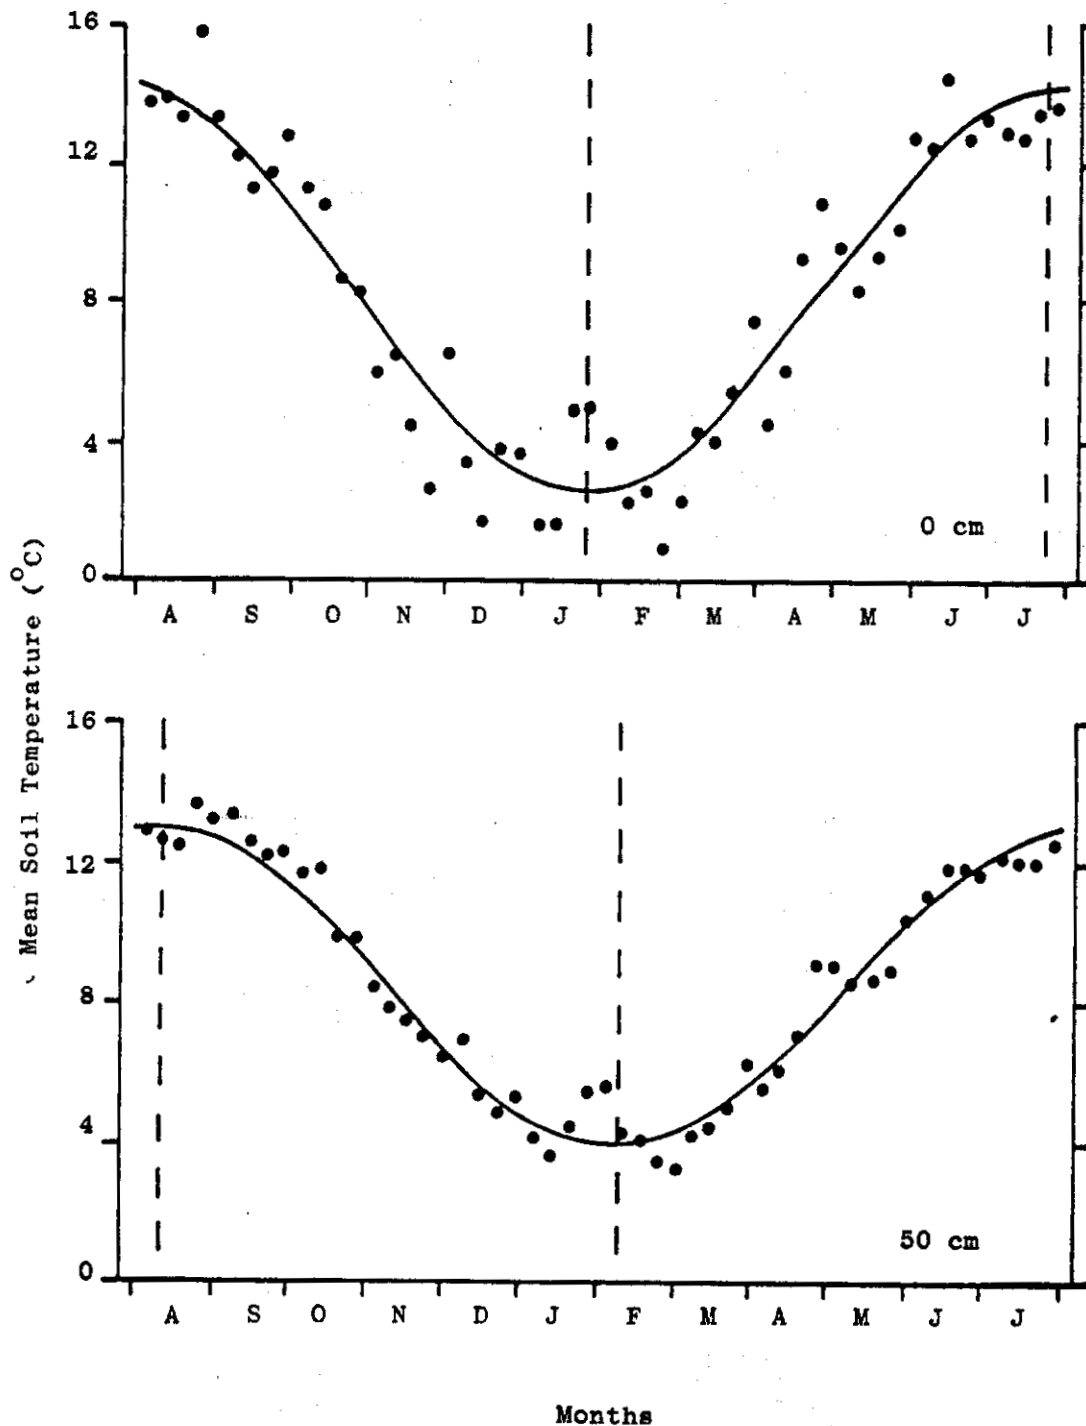 Mean Soil Temperature (°C)
16
12
8
4
0
0 cm
A S O N D J F M A M J J
16
12
8
4
0
50 cm
A S O N D J F M A M J J
Months